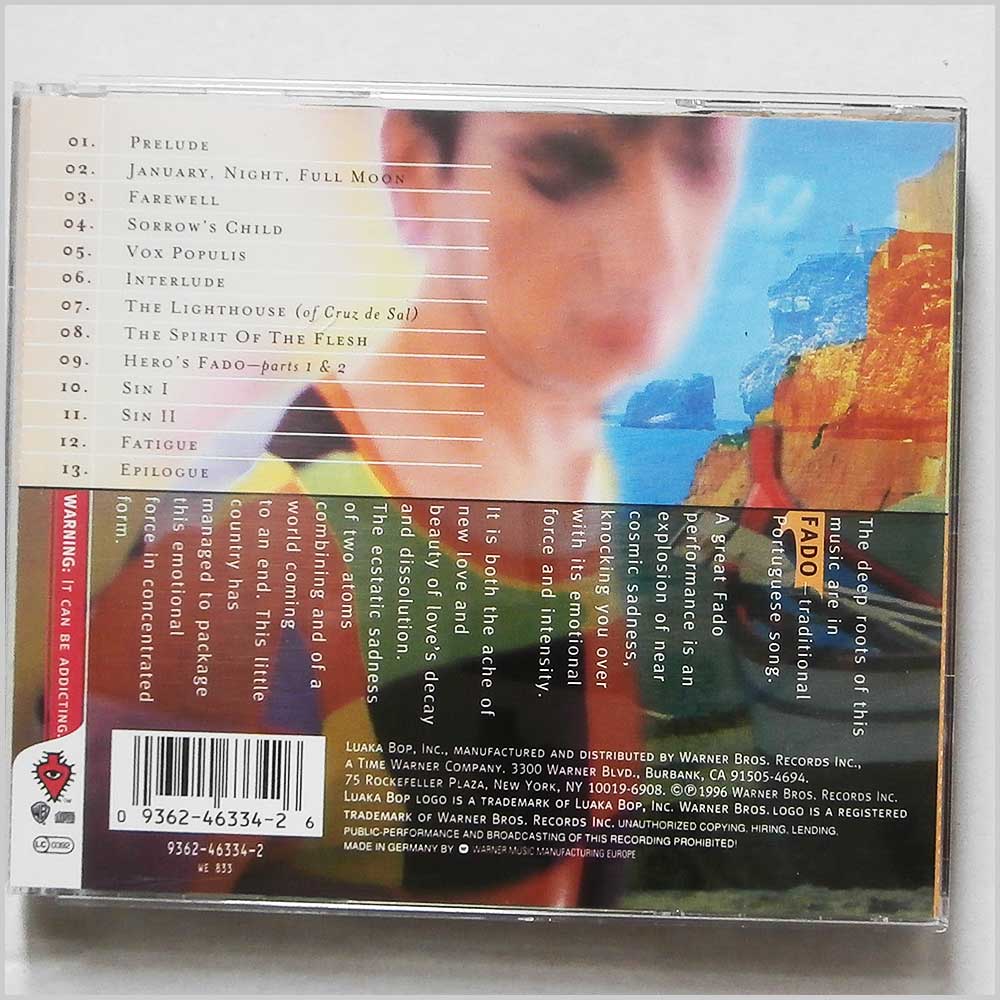 01. PRELUDE
02. JANUARY, NIGHT, FULL MOON
03. FAREWELL
04. SORROW'S CHILD
05. VOX POPULIS
06. INTERLUDE
07. THE LIGHTHOUSE (of Cruz de Sal)
08. THE SPIRIT OF THE FLESH
09. HERO'S FADO—parts 1 & 2
10. SIN I
11. SIN II
12. FATIGUE
13. EPILOGUE
The deep roots of this
music are in
FADO—traditional
Portuguese song.
A great Fado
performance is an
explosion of near
cosmic sadness,
knocking you over
with its emotional
force and intensity.
It is both the ache of
new love and
beauty of love's decay
and dissolution.
The ecstatic sadness
of two atoms
combining and of a
world coming
to an end. This little
country has
managed to package
this emotional
force in concentrated
form.
WARNING: IT CAN BE ADDICTING.
TM
WB
LC 0392
0 9362-46334-2 6
9362-46334-2
WE 833
LUAKA BOP, INC., MANUFACTURED AND DISTRIBUTED BY WARNER BROS. RECORDS INC.,
A TIME WARNER COMPANY. 3300 WARNER BLVD., BURBANK, CA 91505-4694.
75 ROCKEFELLER PLAZA, NEW YORK, NY 10019-6908. ©℗1996 WARNER BROS. RECORDS INC.
LUAKA BOP LOGO IS A TRADEMARK OF LUAKA BOP, INC. WARNER BROS. LOGO IS A REGISTERED
TRADEMARK OF WARNER BROS. RECORDS INC. UNAUTHORIZED COPYING, HIRING, LENDING,
PUBLIC-PERFORMANCE AND BROADCASTING OF THIS RECORDING PROHIBITED!
MADE IN GERMANY BY WARNER MUSIC MANUFACTURING EUROPE